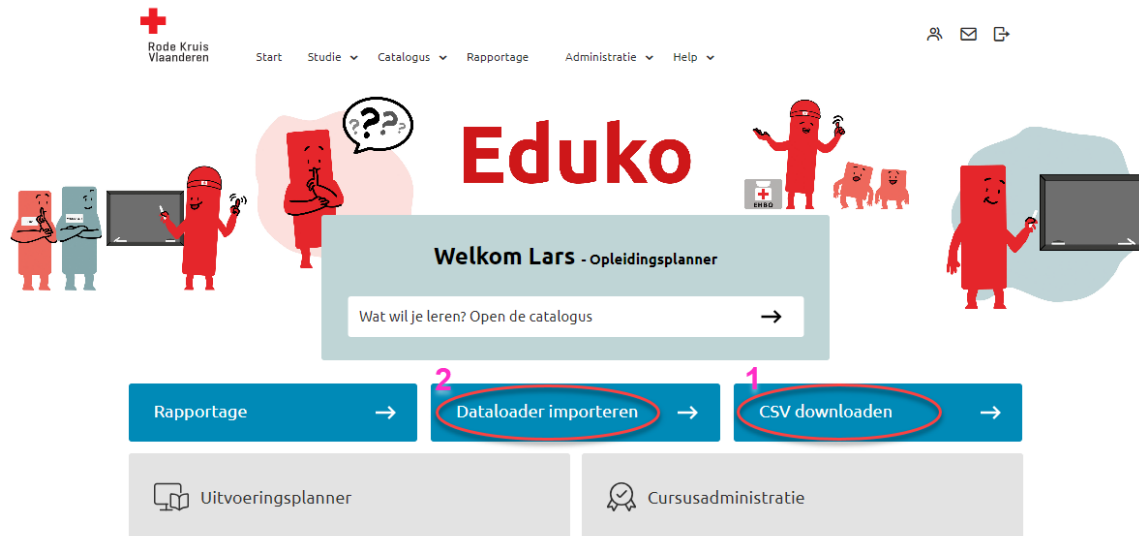 Rode Kruis
Vlaanderen
Start Studie Catalogus Rapportage Administratie Help
???
Eduko
EHBO
Welkom Lars - Opleidingsplanner
Wat wil je leren? Open de catalogus
2 1
Rapportage Dataloader importeren CSV downloaden
Uitvoeringsplanner Cursusadministratie